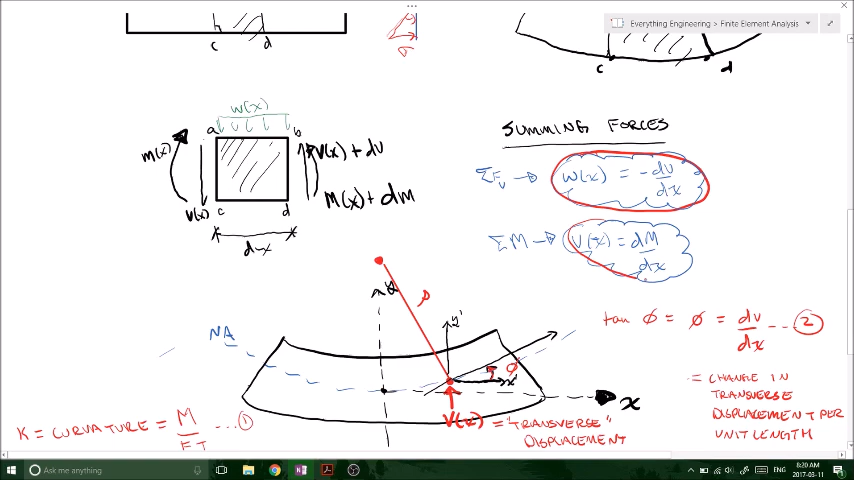 Everything Engineering > Finite Element Analysis
c d
σ
c d
w(x)
a b
m(x)
V(x)+dV
M(x)+dM
V(x) c d
dx
SUMMING FORCES
ΣFv → w(x) = -dV/dx
ΣM → V(x) = dM/dx
y
ρ
y'
NA
x'
φ
x
V(x) = "TRANSVERSE"
DISPLACEMENT
tan φ = φ = dv/dx --- 2
= CHANGE IN
TRANSVERSE
DISPLACEMENT PER
UNIT LENGTH
K = CURVATURE = M/EI --- 1
Ask me anything
ENG
8:20 AM
2017-03-11